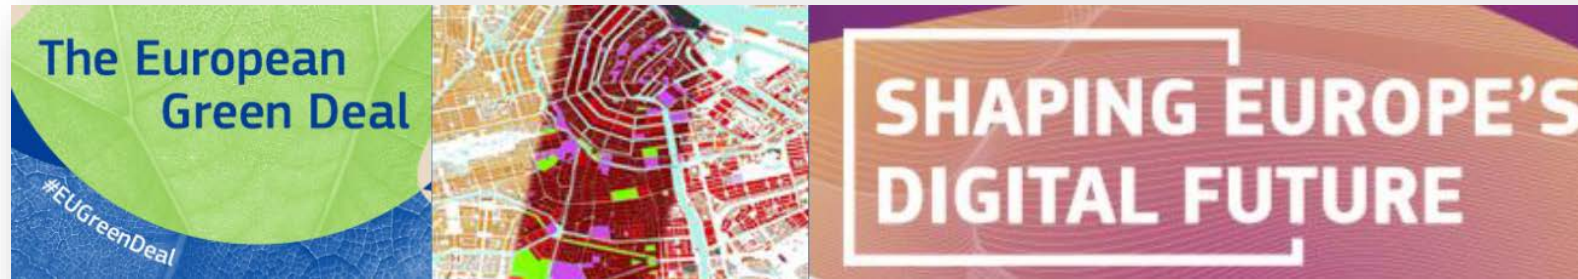 The European
Green Deal
#EUGreenDeal
SHAPING EUROPE'S
DIGITAL FUTURE